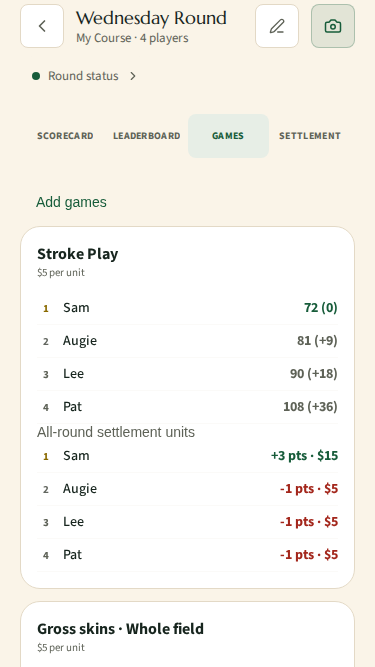 Wednesday Round
My Course · 4 players
Round status
SCORECARD LEADERBOARD GAMES SETTLEMENT
Add games
Stroke Play
$5 per unit
1 Sam 72 (0)
2 Augie 81 (+9)
3 Lee 90 (+18)
4 Pat 108 (+36)
All-round settlement units
1 Sam +3 pts · $15
2 Augie -1 pts · $5
3 Lee -1 pts · $5
4 Pat -1 pts · $5
Gross skins · Whole field
$5 per unit